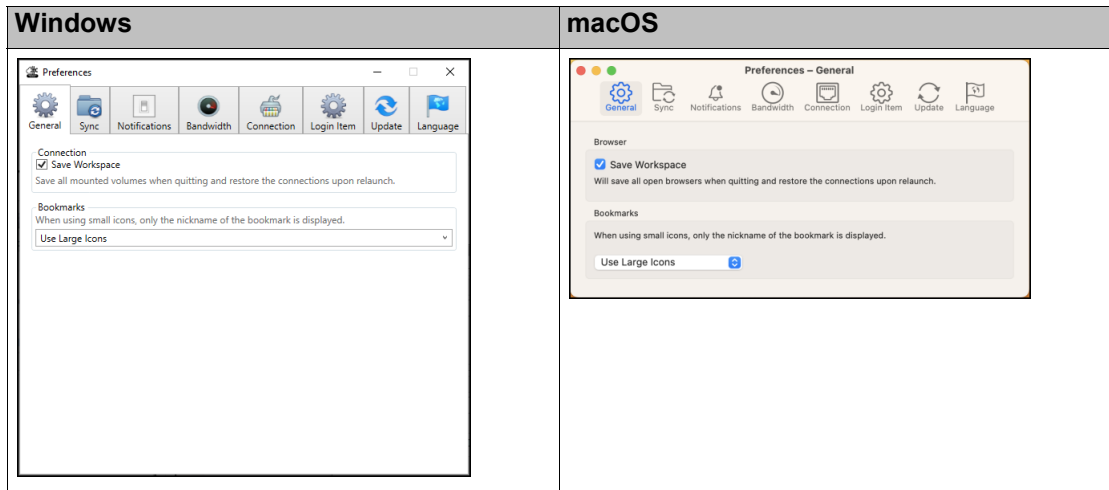 Windows
macOS
Preferences
General Sync Notifications Bandwidth Connection Login Item Update Language
Connection
Save Workspace
Save all mounted volumes when quitting and restore the connections upon relaunch.
Bookmarks
When using small icons, only the nickname of the bookmark is displayed.
Use Large Icons
Preferences – General
General Sync Notifications Bandwidth Connection Login Item Update Language
Browser
Save Workspace
Will save all open browsers when quitting and restore the connections upon relaunch.
Bookmarks
When using small icons, only the nickname of the bookmark is displayed.
Use Large Icons